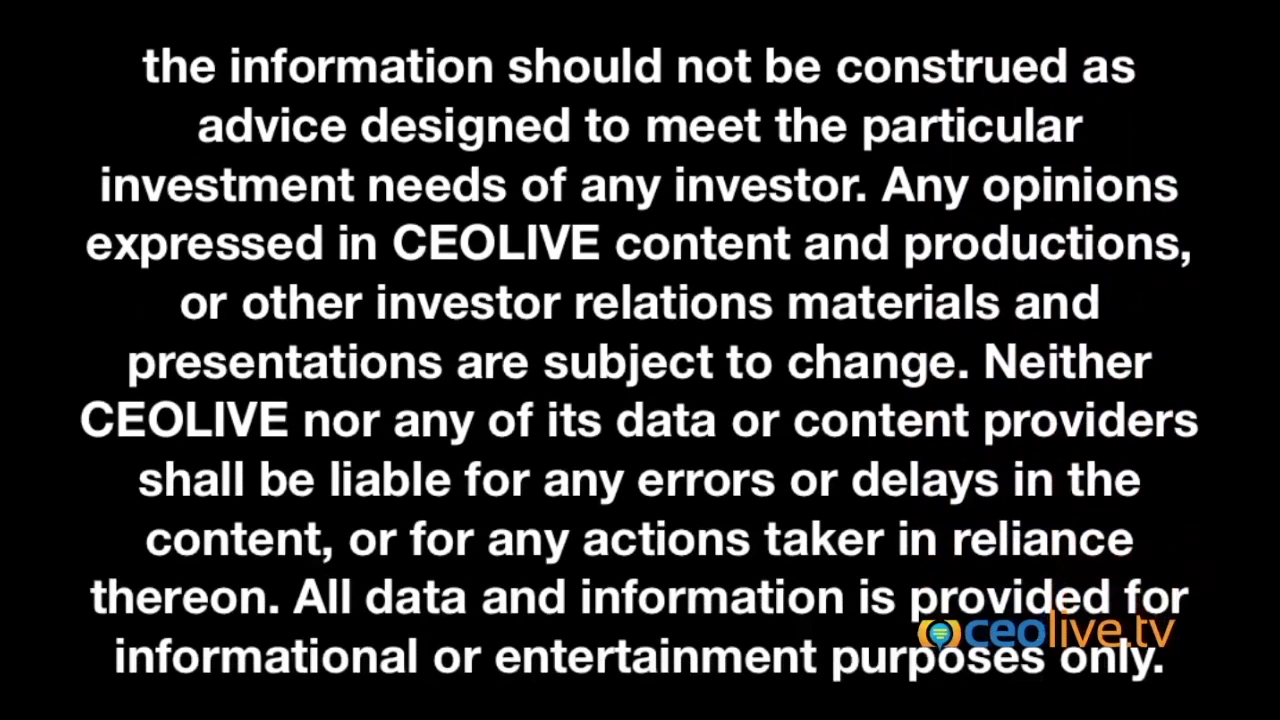 the information should not be construed as
advice designed to meet the particular
investment needs of any investor. Any opinions
expressed in CEOLIVE content and productions,
or other investor relations materials and
presentations are subject to change. Neither
CEOLIVE nor any of its data or content providers
shall be liable for any errors or delays in the
content, or for any actions taker in reliance
thereon. All data and information is provided for
ceolive.tv
informational or entertainment purposes only.